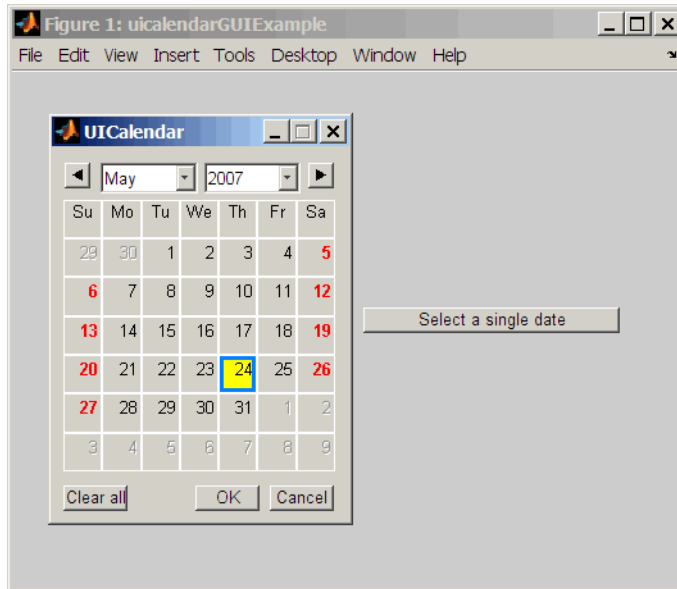 Figure 1: uicalendarGUIExample
File Edit View Insert Tools Desktop Window Help
UICalendar
May 2007
Su Mo Tu We Th Fr Sa
29 30 1 2 3 4 5
6 7 8 9 10 11 12
13 14 15 16 17 18 19
Select a single date
20 21 22 23 24 25 26
27 28 29 30 31 1 2
3 4 5 6 7 8 9
Clear all OK Cancel